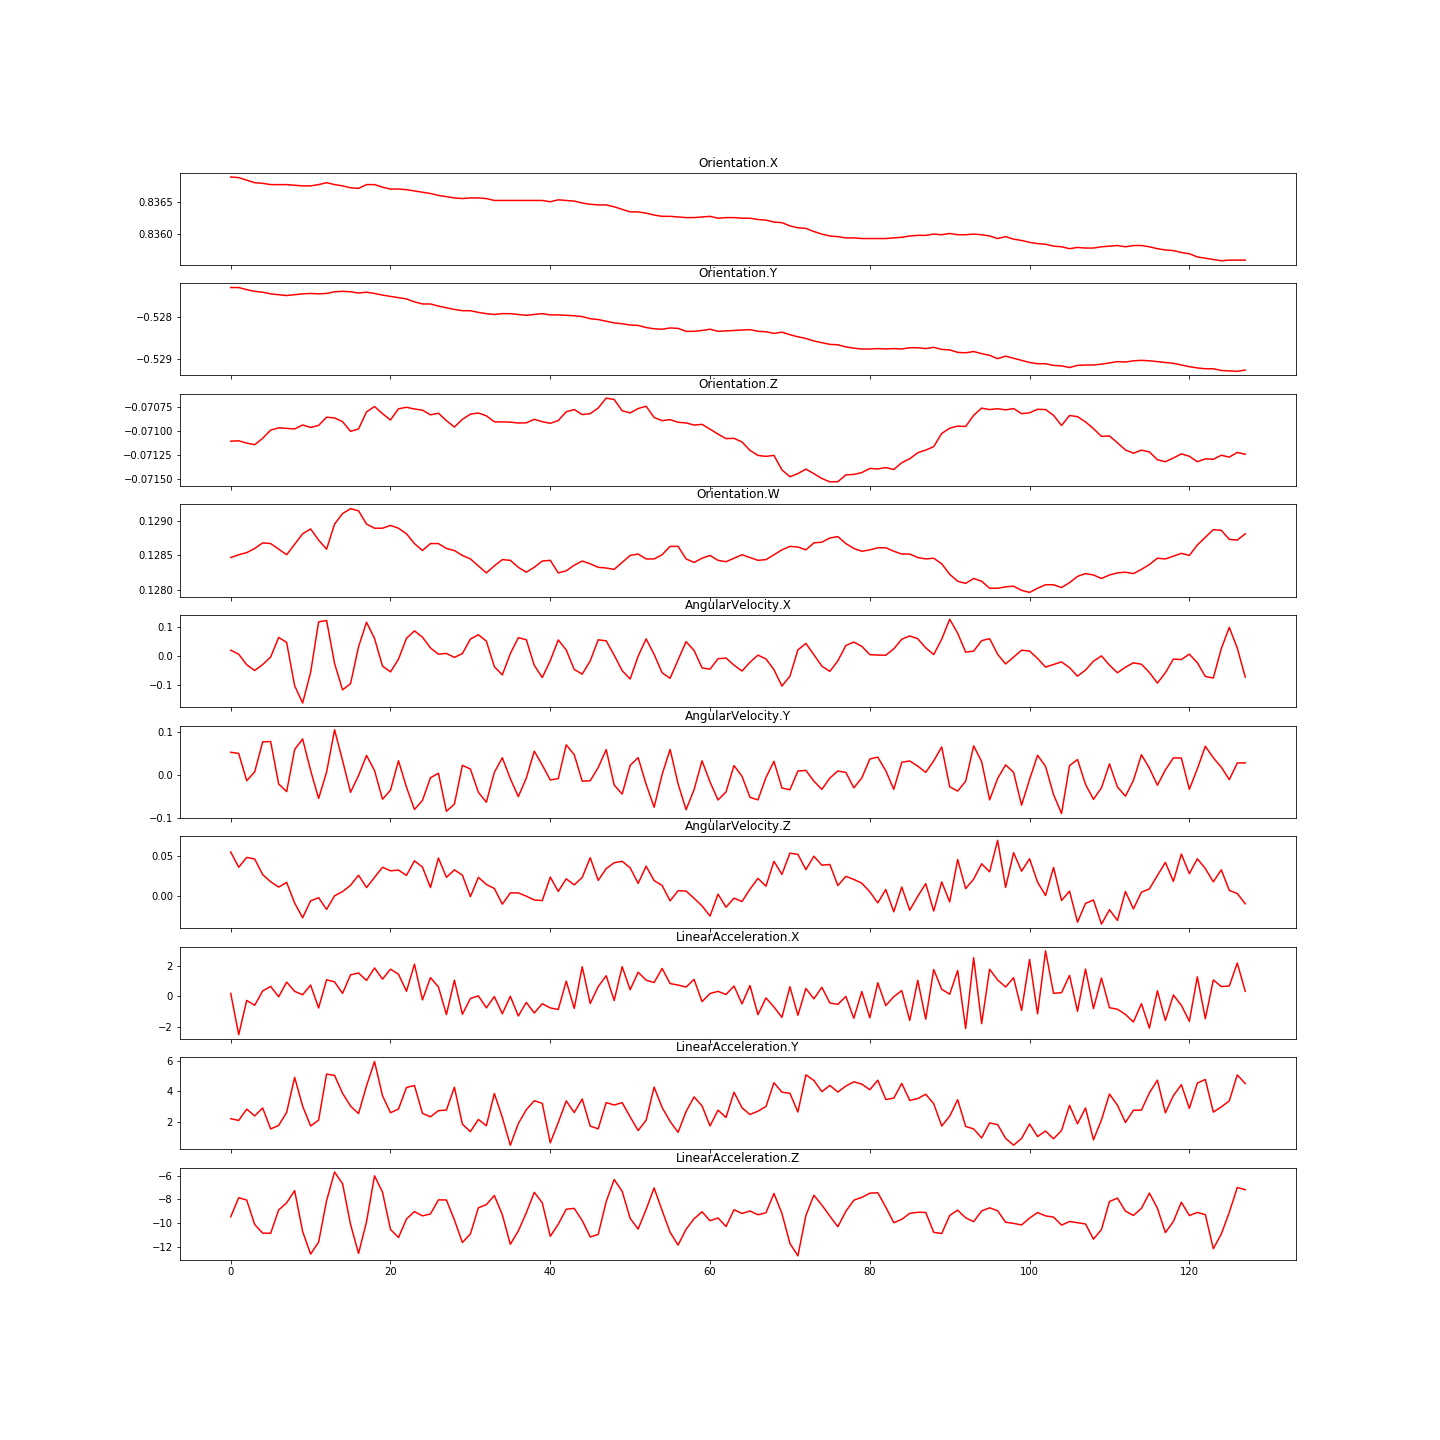 Orientation.X
0.8365
0.8360
Orientation.Y
−0.528
−0.529
Orientation.Z
−0.07075
−0.07100
−0.07125
−0.07150
Orientation.W
0.1290
0.1285
0.1280
AngularVelocity.X
0.1
0.0
−0.1
AngularVelocity.Y
0.1
0.0
−0.1
AngularVelocity.Z
0.05
0.00
LinearAcceleration.X
2
0
−2
LinearAcceleration.Y
6
4
2
LinearAcceleration.Z
−6
−8
−10
−12
0 20 40 60 80 100 120